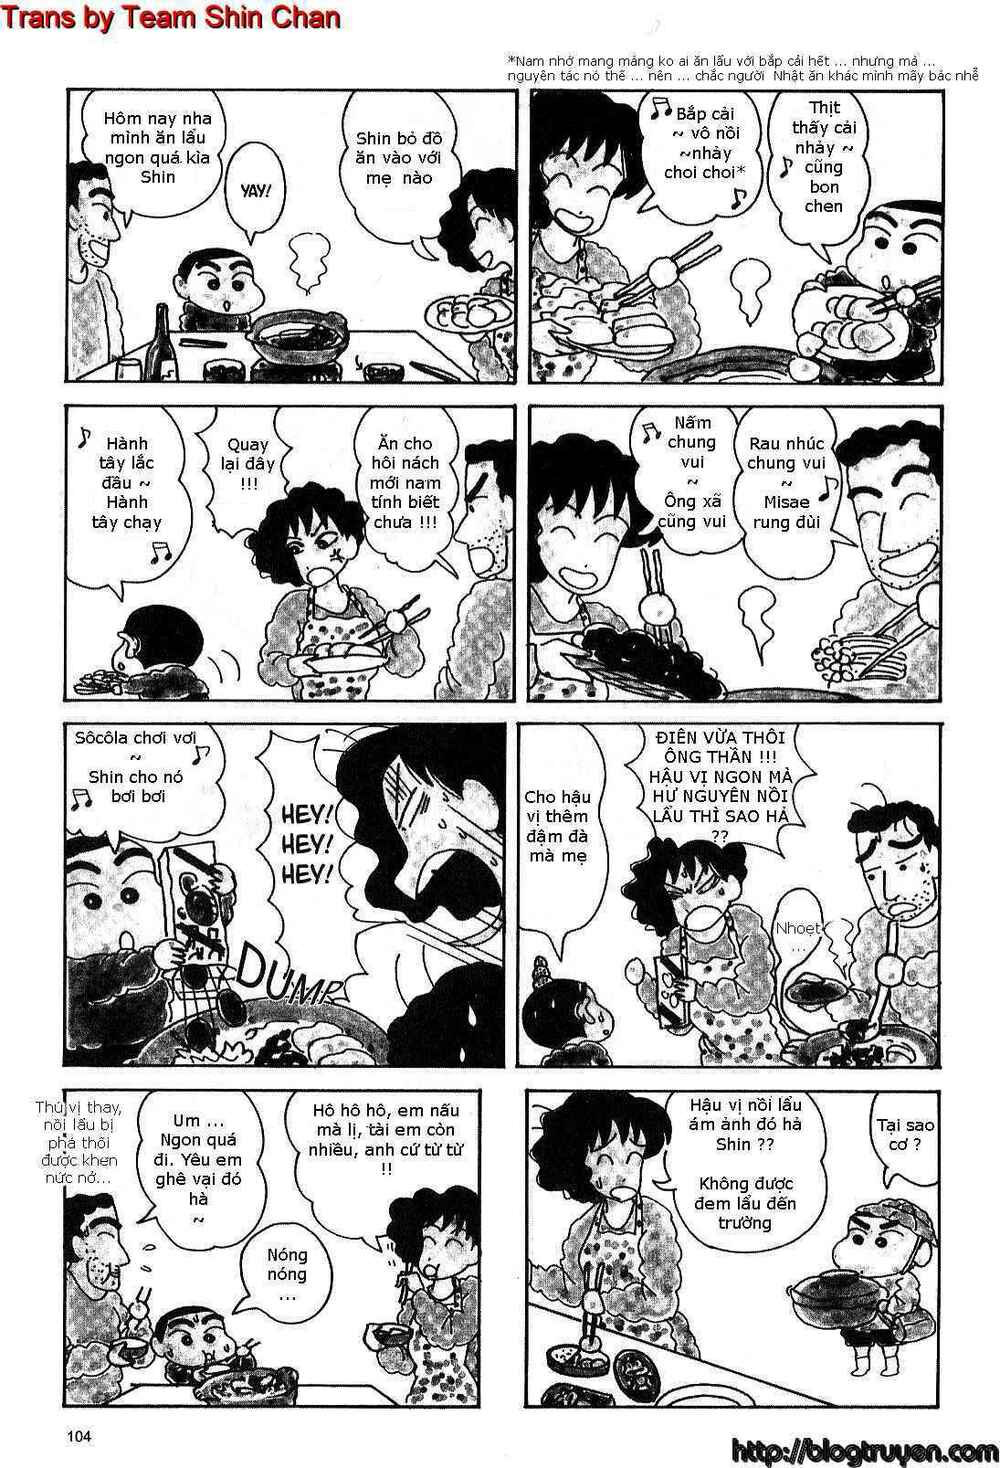 Trans by Team Shin Chan
*Nam nhớ mang máng ko ai ăn lẩu với bắp cải hết ... nhưng mà ...
nguyên tác nó thế ... nên ... chắc người Nhật ăn khác mình mấy bác nhể
Hôm nay nha
mình ăn lẩu
ngon quá kìa
Shin
YAY!
Shin bỏ đồ
ăn vào với
mẹ nào
Bắp cải
~ vô nồi
~nhảy
choi choi*
Thịt
thấy cải
nhảy ~
cũng
bon
chen
Hành
tây lắc
đầu ~
Hành
tây chạy
Quay
lại đây
!!!
Ăn cho
hôi nách
mới nam
tính biết
chưa !!!
Nấm
chung
vui
~
Ông xã
cũng vui
Rau nhúc
chung vui
~
Misae
rung đùi
Sôcôla chơi vơi
~
Shin cho nó
bơi bơi
HEY!
HEY!
HEY!
DUMP
Cho hậu
vị thêm
đậm đà
mà mẹ
ĐIÊN VỪA THÔI
ÔNG THẦN !!!
HẬU VỊ NGON MÀ
HƯ NGUYÊN NỒI
LẨU THÌ SAO HẢ
??
Nhoẹt
...
Thú vị thay,
nồi lẩu bị
phá thôi
được khen
nức nở...
Um ...
Ngon quá
đi. Yêu em
ghê vại đó
hà
~
Nóng
nóng
...
Hô hô hô, em nấu
mà lị, tài em còn
nhiều, anh cứ từ từ
!!
Hậu vị nồi lẩu
ám ảnh đó hả
Shin ??
Không được
đem lẩu đến
trường
Tại sao
cơ ?
104
http://blogtruyen.com